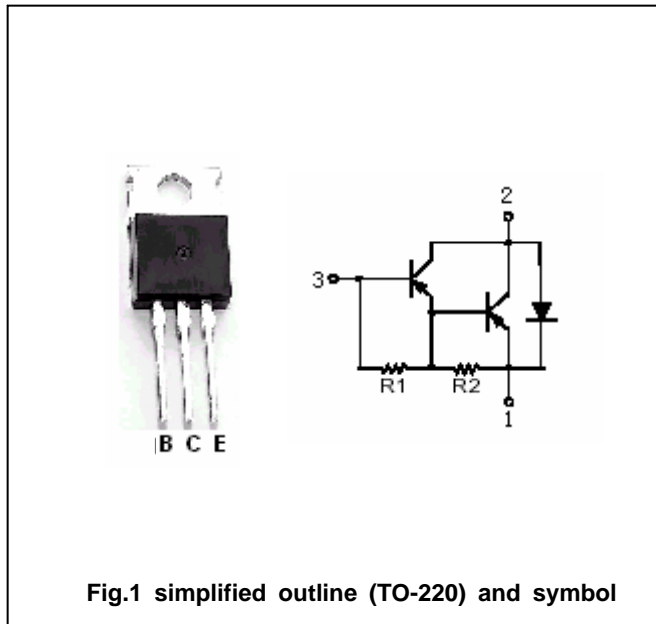 2
3
R1 R2
1
B C E
Fig.1 simplified outline (TO-220) and symbol